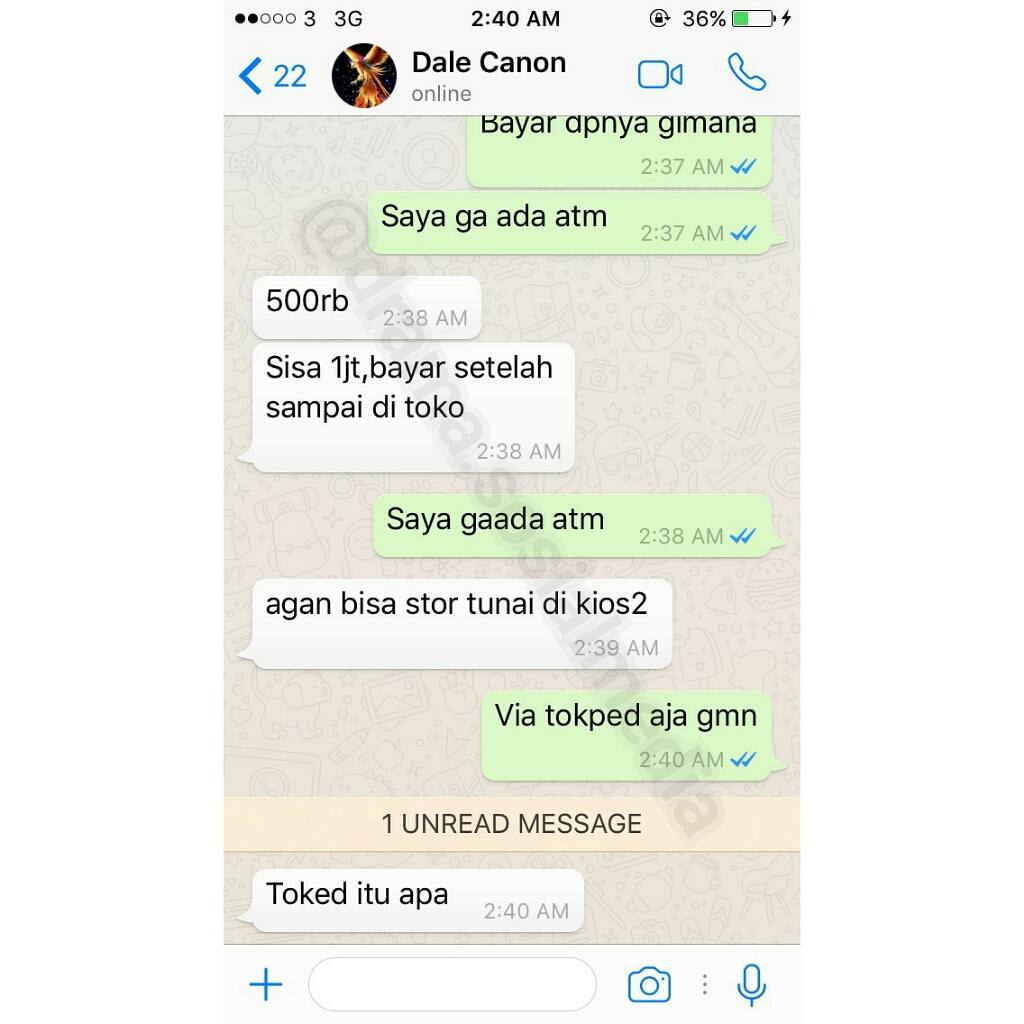 3 3G 2:40 AM 36%
22 Dale Canon
online
Bayar dpnya gimana
2:37 AM
Saya ga ada atm 2:37 AM
500rb 2:38 AM
Sisa 1jt,bayar setelah
sampai di toko
2:38 AM
Saya gaada atm 2:38 AM
agan bisa stor tunai di kios2
2:39 AM
Via tokped aja gmn
2:40 AM
1 UNREAD MESSAGE
Toked itu apa 2:40 AM
@drama.sosialmedia